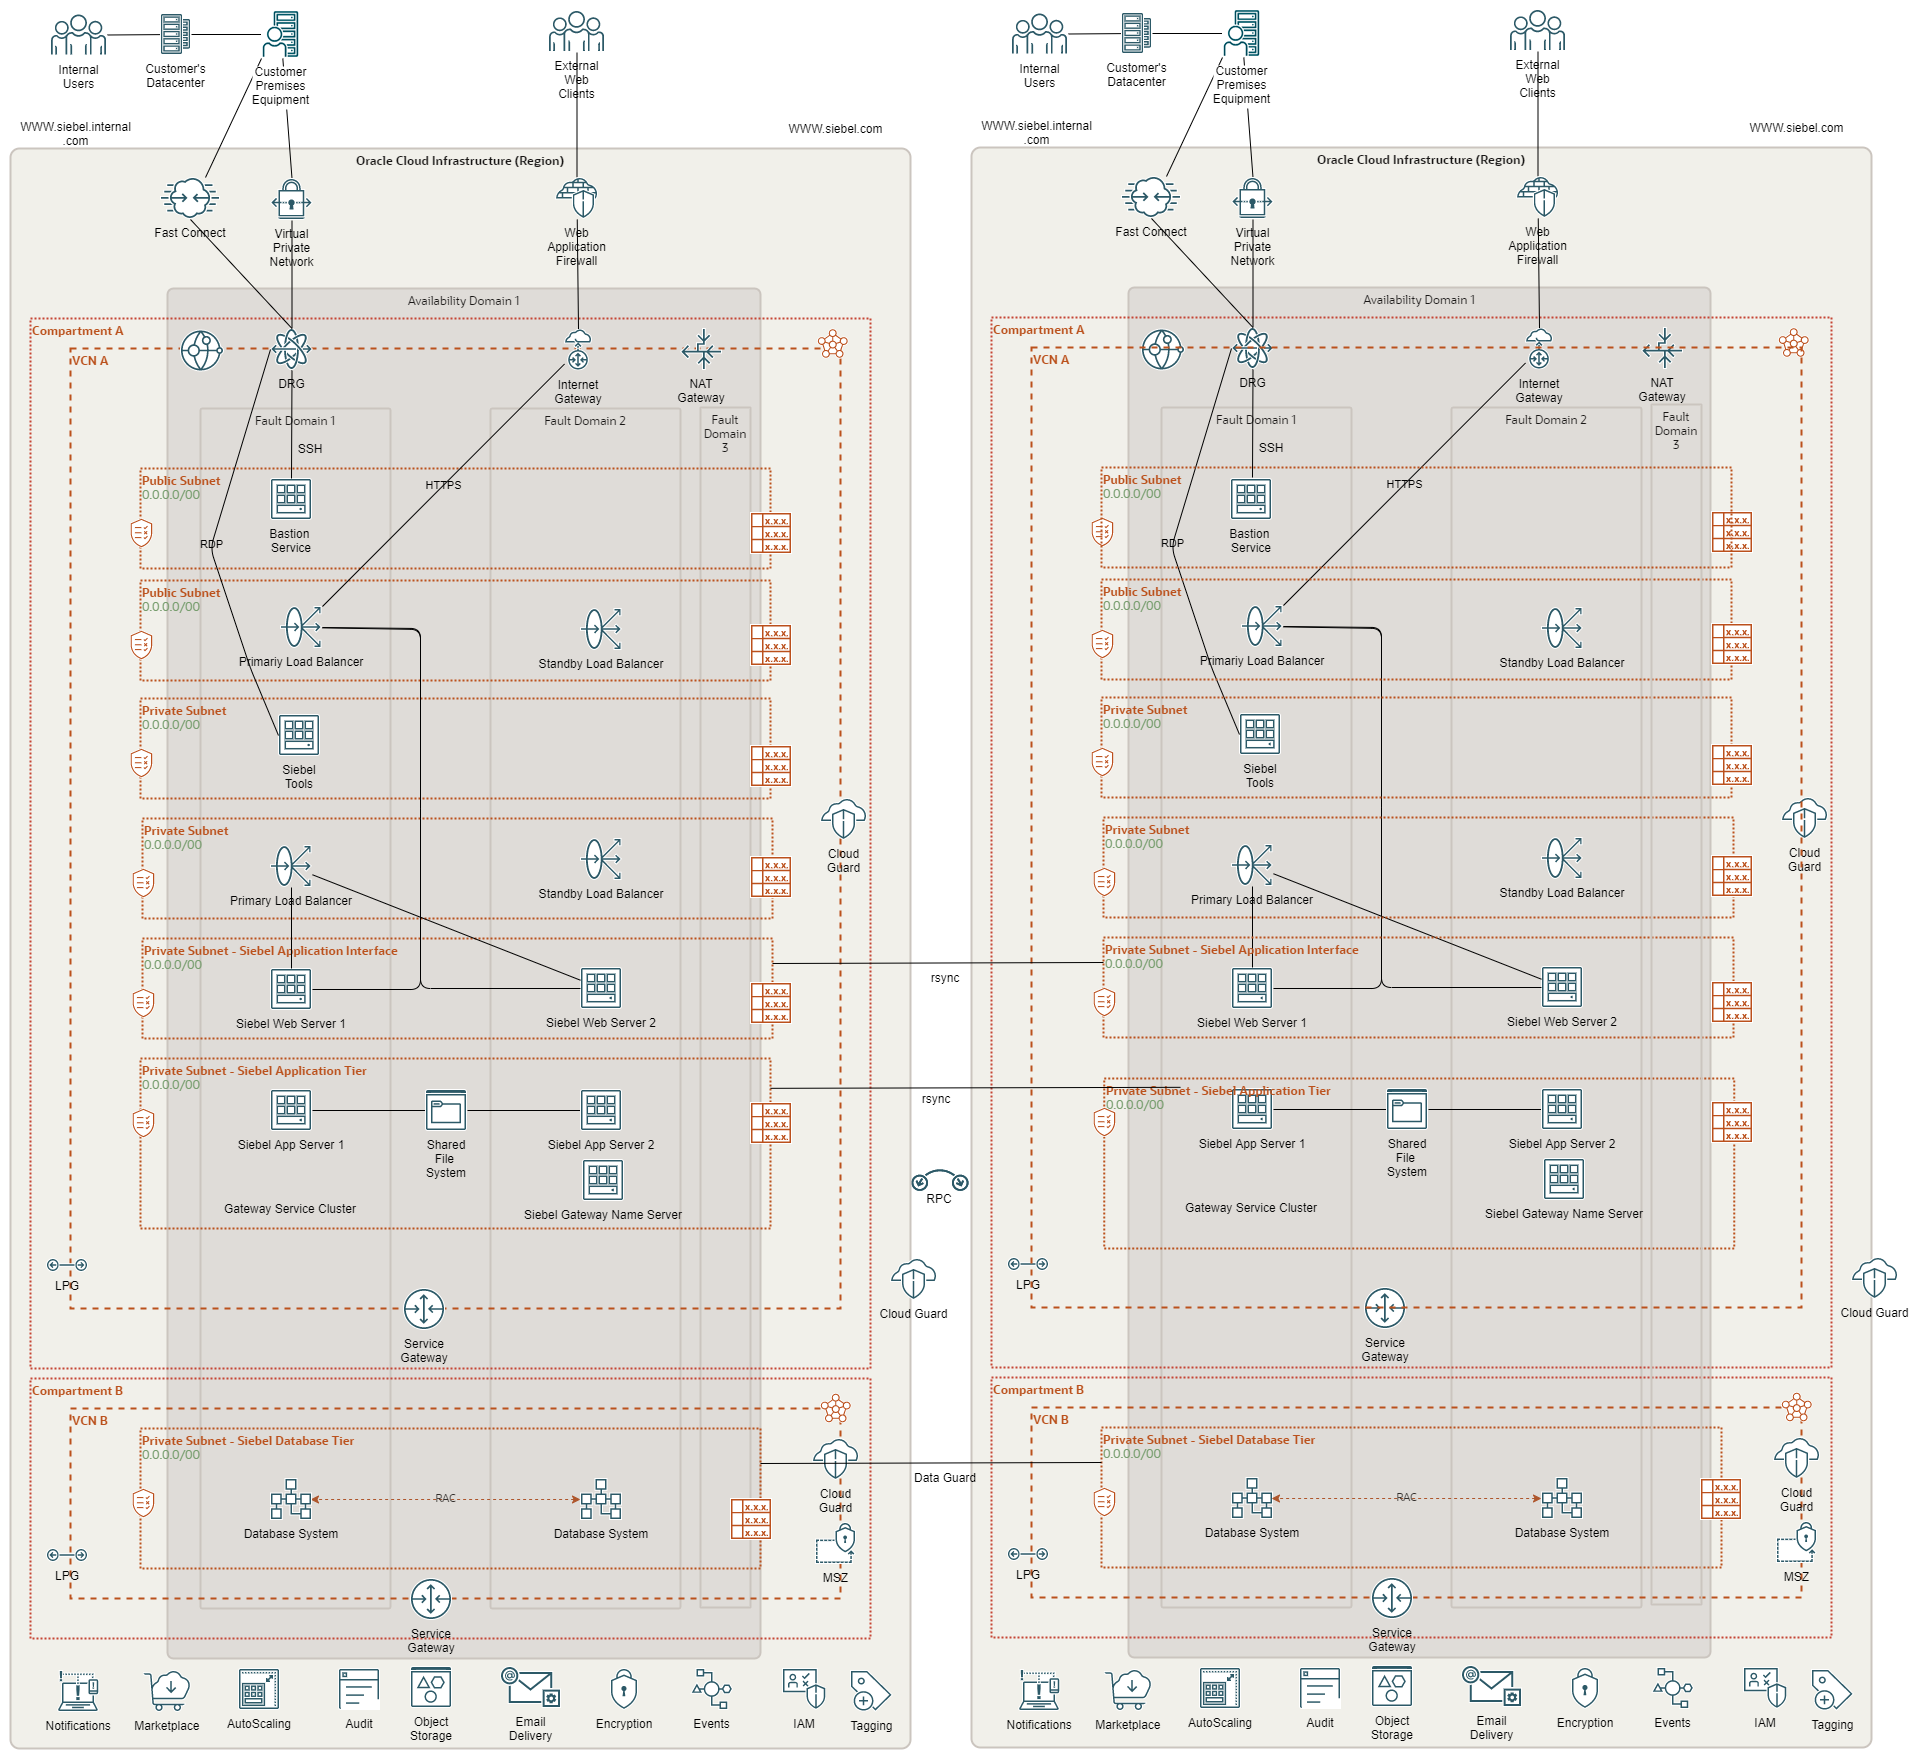 Internal
Users
Customer's
Datacenter
Customer
Premises
Equipment
External
Web
Clients
WWW.siebel.internal
.com
WWW.siebel.com
Oracle Cloud Infrastructure (Region)
Fast Connect
Virtual
Private
Network
Web
Application
Firewall
Availability Domain 1
Compartment A
VCN A
DRG
Internet
Gateway
NAT
Gateway
Fault Domain 1
Fault Domain 2
Fault
Domain
3
SSH
HTTPS
RDP
Public Subnet
0.0.0.0/00
Bastion
Service
x.x.x.
x.x.x.
x.x.x.
Public Subnet
0.0.0.0/00
Primariy Load Balancer
Standby Load Balancer
x.x.x.
x.x.x.
x.x.x.
Private Subnet
0.0.0.0/00
Siebel
Tools
x.x.x.
x.x.x.
x.x.x.
Private Subnet
0.0.0.0/00
Primary Load Balancer
Standby Load Balancer
x.x.x.
x.x.x.
x.x.x.
Cloud
Guard
Private Subnet - Siebel Application Interface
0.0.0.0/00
Siebel Web Server 1
Siebel Web Server 2
x.x.x.
x.x.x.
x.x.x.
Private Subnet - Siebel Application Tier
0.0.0.0/00
Siebel App Server 1
Shared
File
System
Siebel App Server 2
Gateway Service Cluster
Siebel Gateway Name Server
x.x.x.
x.x.x.
x.x.x.
LPG
Service
Gateway
Compartment B
VCN B
Private Subnet - Siebel Database Tier
0.0.0.0/00
RAC
Database System
Database System
x.x.x.
x.x.x.
x.x.x.
Cloud
Guard
MSZ
LPG
Service
Gateway
Notifications
Marketplace
AutoScaling
Audit
Object
Storage
Email
Delivery
Encryption
Events
IAM
Tagging
rsync
rsync
RPC
Cloud Guard
Data Guard
Internal
Users
Customer's
Datacenter
Customer
Premises
Equipment
External
Web
Clients
WWW.siebel.internal
.com
WWW.siebel.com
Oracle Cloud Infrastructure (Region)
Fast Connect
Virtual
Private
Network
Web
Application
Firewall
Availability Domain 1
Compartment A
VCN A
DRG
Internet
Gateway
NAT
Gateway
Fault Domain 1
Fault Domain 2
Fault
Domain
3
SSH
HTTPS
RDP
Public Subnet
0.0.0.0/00
Bastion
Service
x.x.x.
x.x.x.
x.x.x.
Public Subnet
0.0.0.0/00
Primariy Load Balancer
Standby Load Balancer
x.x.x.
x.x.x.
x.x.x.
Private Subnet
0.0.0.0/00
Siebel
Tools
x.x.x.
x.x.x.
x.x.x.
Private Subnet
0.0.0.0/00
Primary Load Balancer
Standby Load Balancer
x.x.x.
x.x.x.
x.x.x.
Cloud
Guard
Private Subnet - Siebel Application Interface
0.0.0.0/00
Siebel Web Server 1
Siebel Web Server 2
x.x.x.
x.x.x.
x.x.x.
Private Subnet - Siebel Application Tier
0.0.0.0/00
Siebel App Server 1
Shared
File
System
Siebel App Server 2
Gateway Service Cluster
Siebel Gateway Name Server
x.x.x.
x.x.x.
x.x.x.
LPG
Service
Gateway
Cloud Guard
Compartment B
VCN B
Private Subnet - Siebel Database Tier
0.0.0.0/00
RAC
Database System
Database System
x.x.x.
x.x.x.
x.x.x.
Cloud
Guard
MSZ
LPG
Service
Gateway
Notifications
Marketplace
AutoScaling
Audit
Object
Storage
Email
Delivery
Encryption
Events
IAM
Tagging